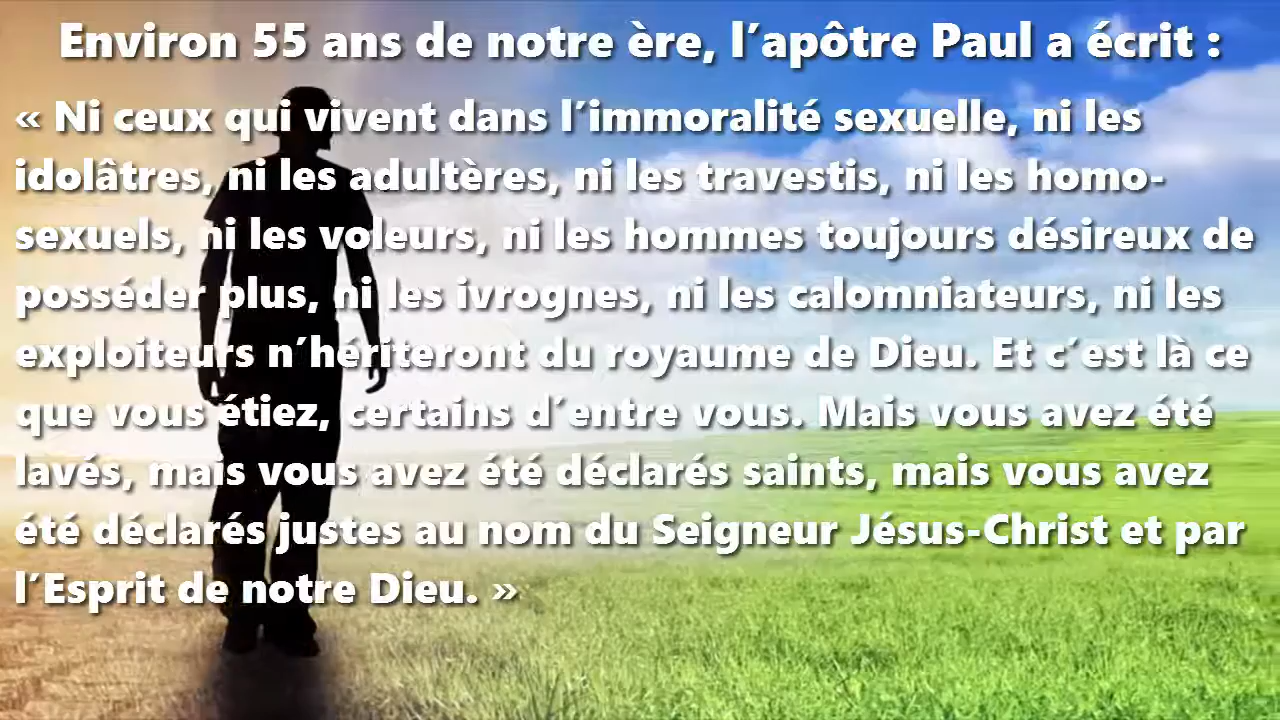 Environ 55 ans de notre ère, l´apôtre Paul a écrit :
« Ni ceux qui vivent dans l´immoralité sexuelle, ni les
idolâtres, ni les adultères, ni les travestis, ni les homo-
sexuels, ni les voleurs, ni les hommes toujours désireux de
posséder plus, ni les ivrognes, ni les calomniateurs, ni les
exploiteurs n´hériteront du royaume de Dieu. Et c´est là ce
que vous étiez, certains d´entre vous. Mais vous avez été
lavés, mais vous avez été déclarés saints, mais vous avez
été déclarés justes au nom du Seigneur Jésus-Christ et par
l´Esprit de notre Dieu. »